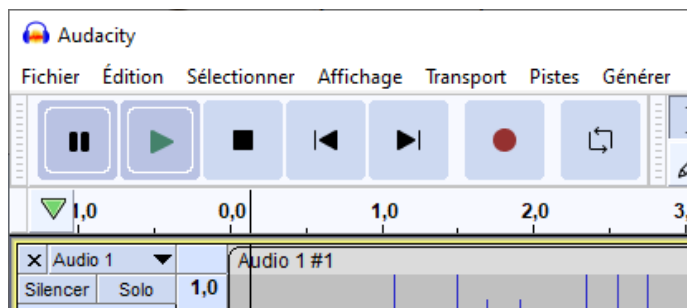 Audacity
Fichier Édition Sélectionner Affichage Transport Pistes Générer
1,0 0,0 1,0 2,0 3,
Audio 1 Audio 1 #1
Silencer Solo 1,0